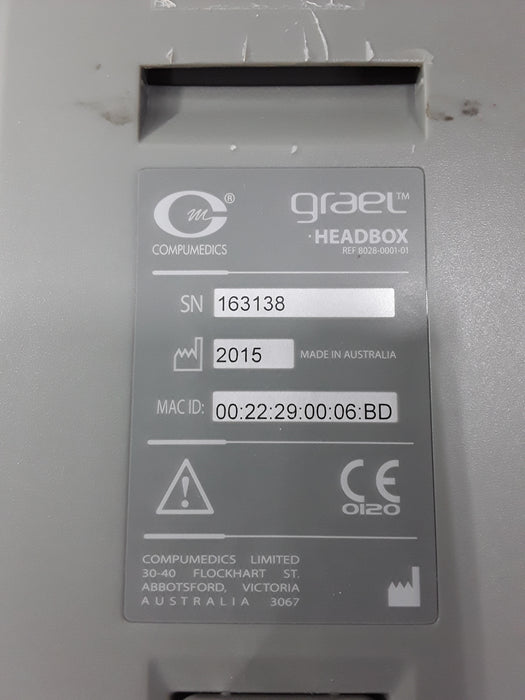 Cm®
grael™
COMPUMEDICS
·HEADBOX
REF 8028-0001-01
SN 163138
2015 MADE IN AUSTRALIA
MAC ID: 00:22:29:00:06:BD
CE
0120
COMPUMEDICS LIMITED
30-40 FLOCKHART ST.
ABBOTSFORD, VICTORIA
AUSTRALIA 3067